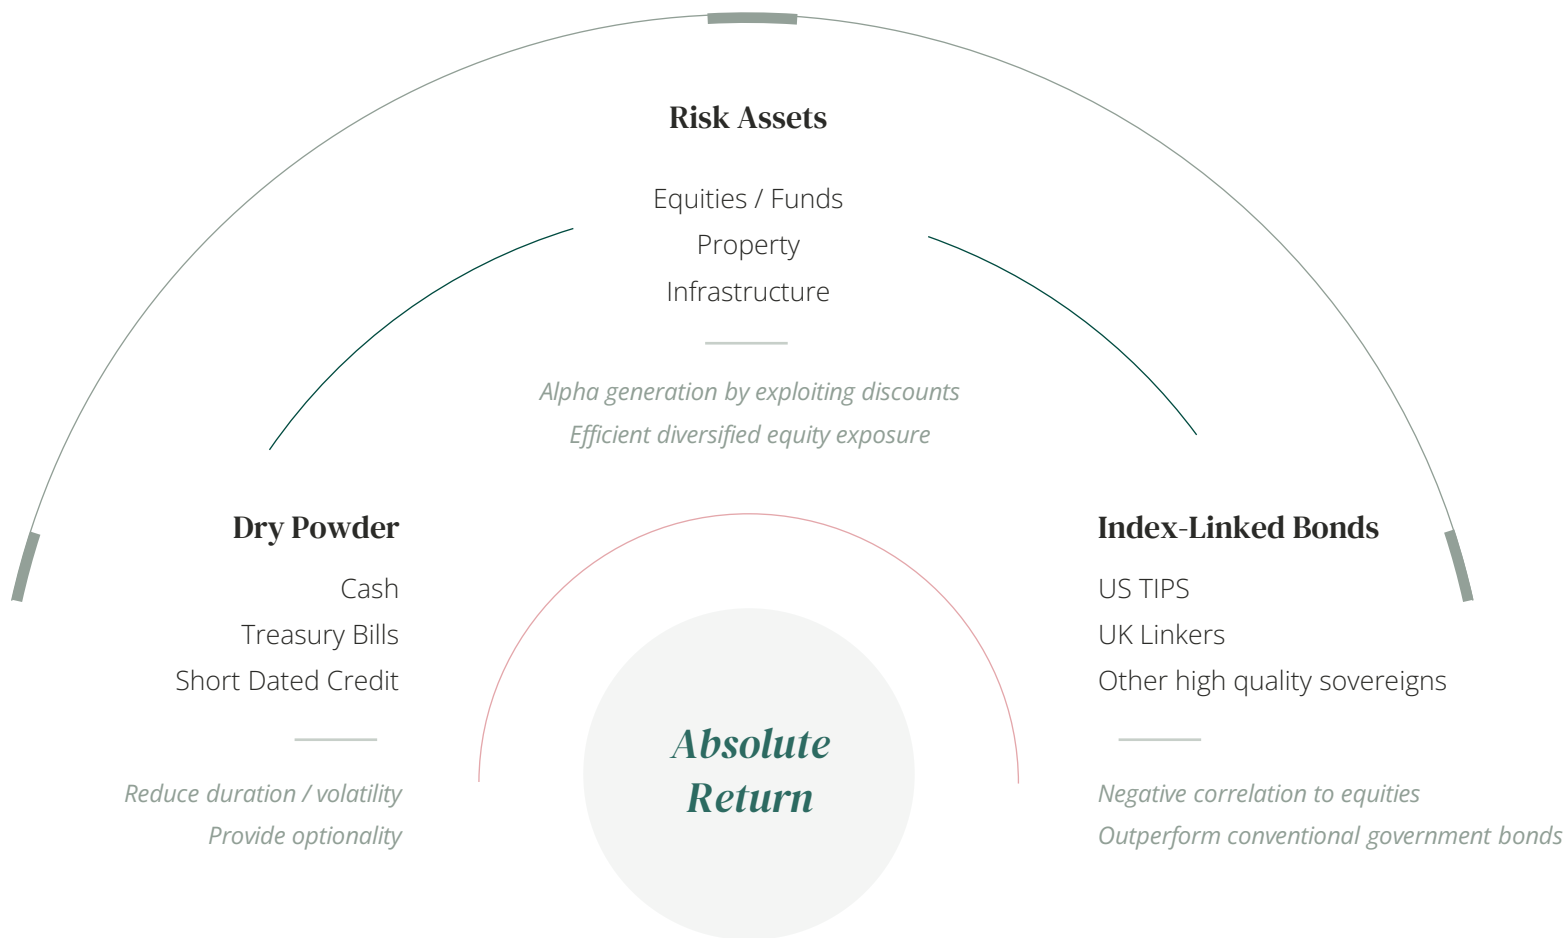 Risk Assets
Equities / Funds
Property
Infrastructure
Alpha generation by exploiting discounts
Efficient diversified equity exposure
Dry Powder
Cash
Treasury Bills
Short Dated Credit
Reduce duration / volatility
Provide optionality
Absolute
Return
Index-Linked Bonds
US TIPS
UK Linkers
Other high quality sovereigns
Negative correlation to equities
Outperform conventional government bonds